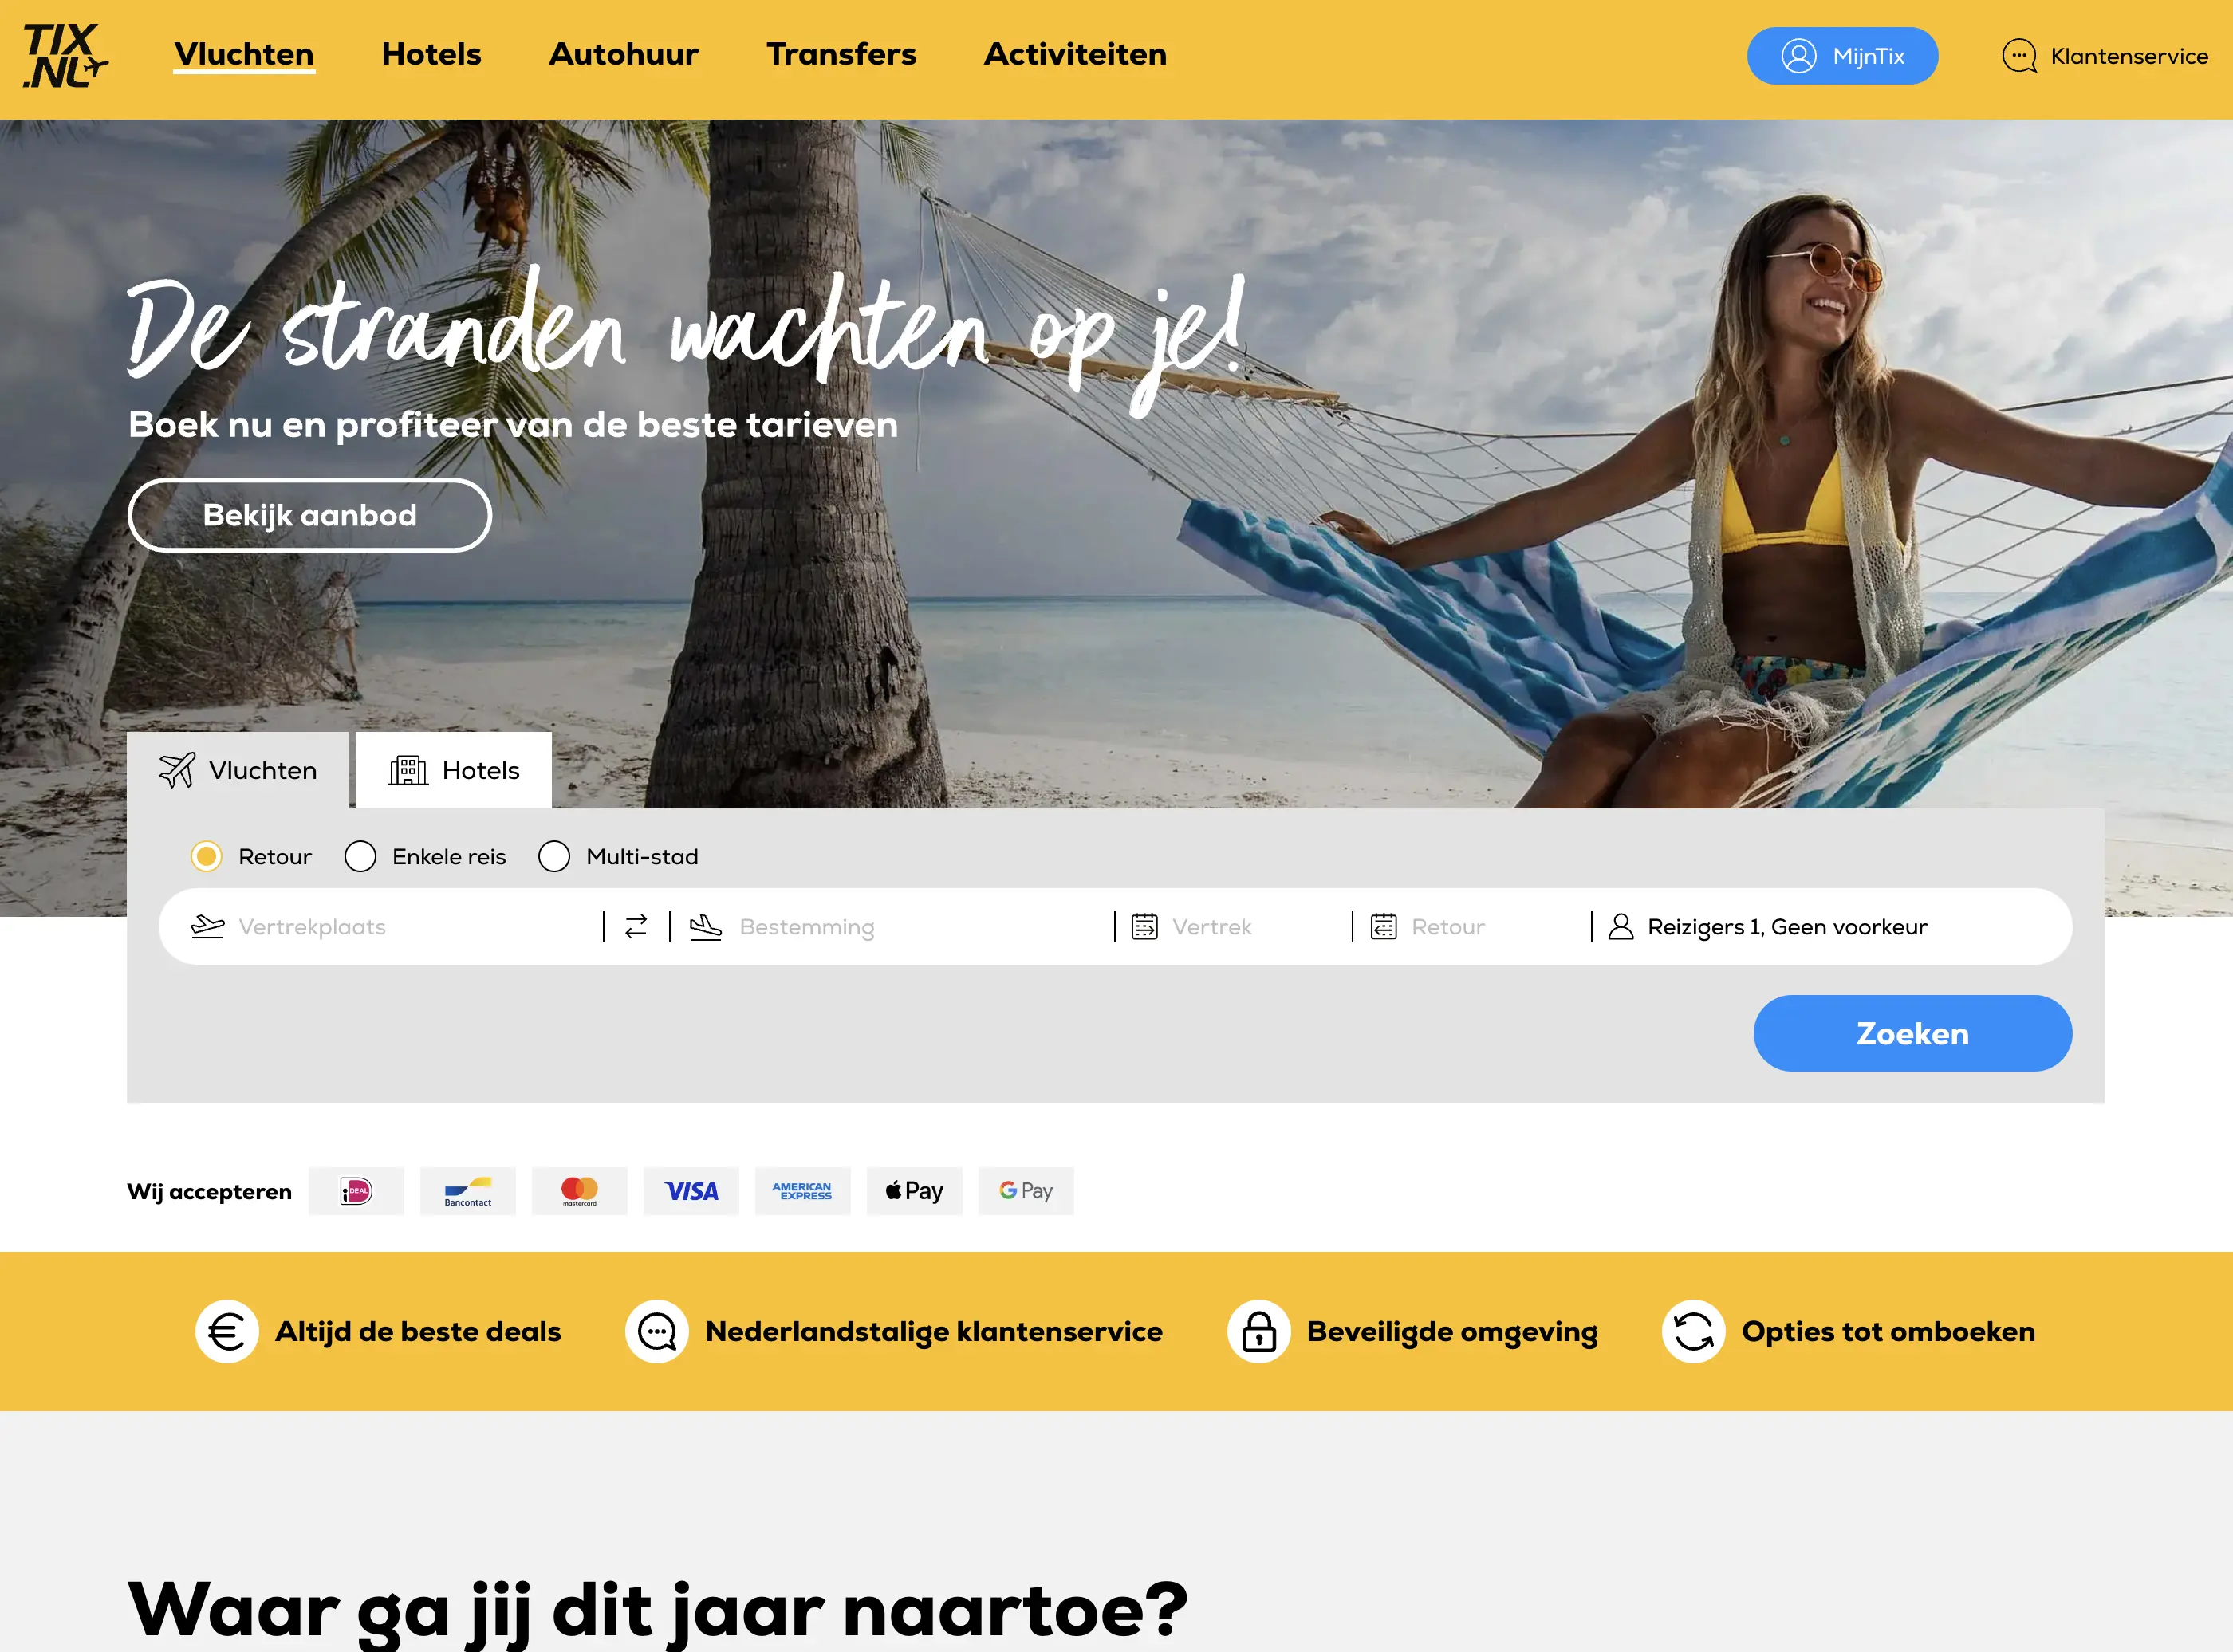 TIX
.NL
Vluchten Hotels Autohuur Transfers Activiteiten MijnTix Klantenservice
De stranden wachten op je!
Boek nu en profiteer van de beste tarieven
Bekijk aanbod
Vluchten Hotels
Retour Enkele reis Multi-stad
Vertrekplaats Bestemming Vertrek Retour Reizigers 1, Geen voorkeur
Zoeken
Wij accepteren iDEAL Bancontact mastercard VISA AMERICAN EXPRESS Pay G Pay
Altijd de beste deals Nederlandstalige klantenservice Beveiligde omgeving Opties tot omboeken
Waar ga jij dit jaar naartoe?